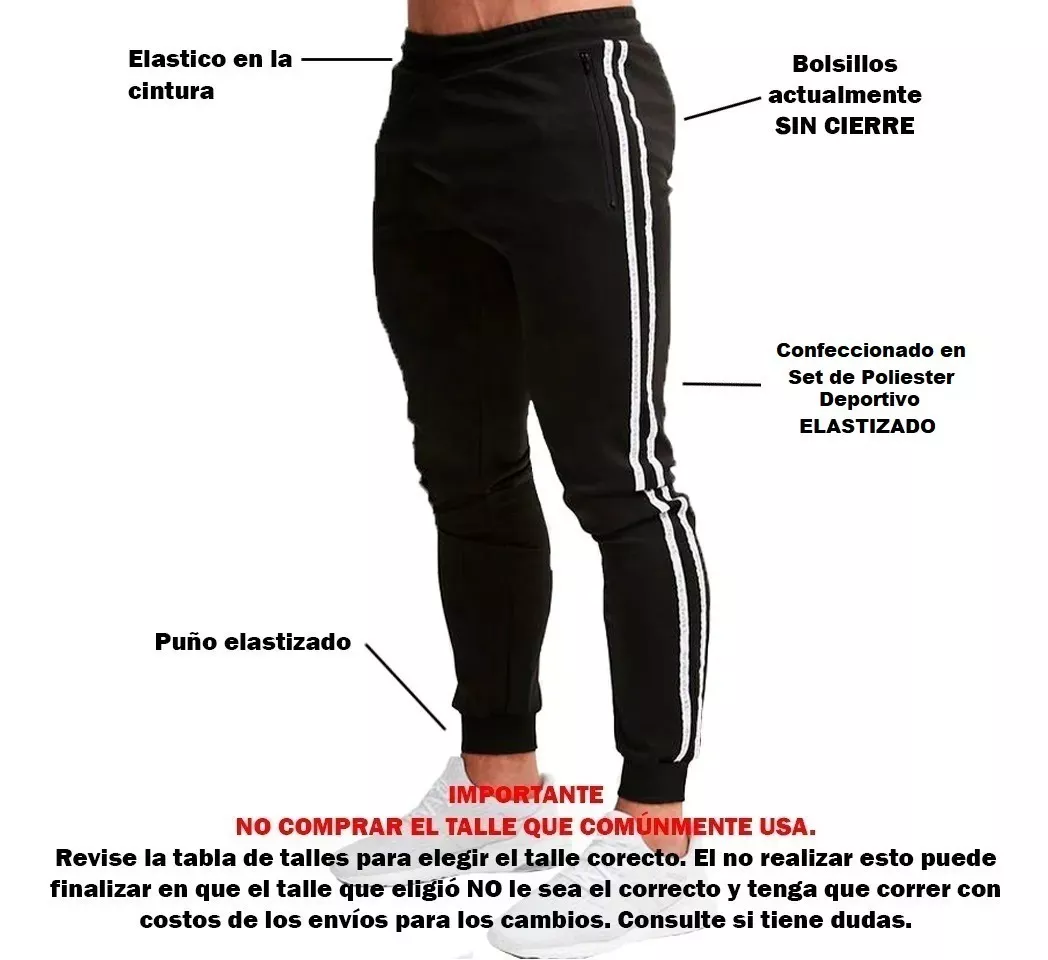 Elastico en la
cintura
Bolsillos
actualmente
SIN CIERRE
Confeccionado en
Set de Poliester
Deportivo
ELASTIZADO
Puño elastizado
IMPORTANTE
NO COMPRAR EL TALLE QUE COMÚNMENTE USA.
Revise la tabla de talles para elegir el talle corecto. El no realizar esto puede
finalizar en que el talle que eligió NO le sea el correcto y tenga que correr con
costos de los envíos para los cambios. Consulte si tiene dudas.